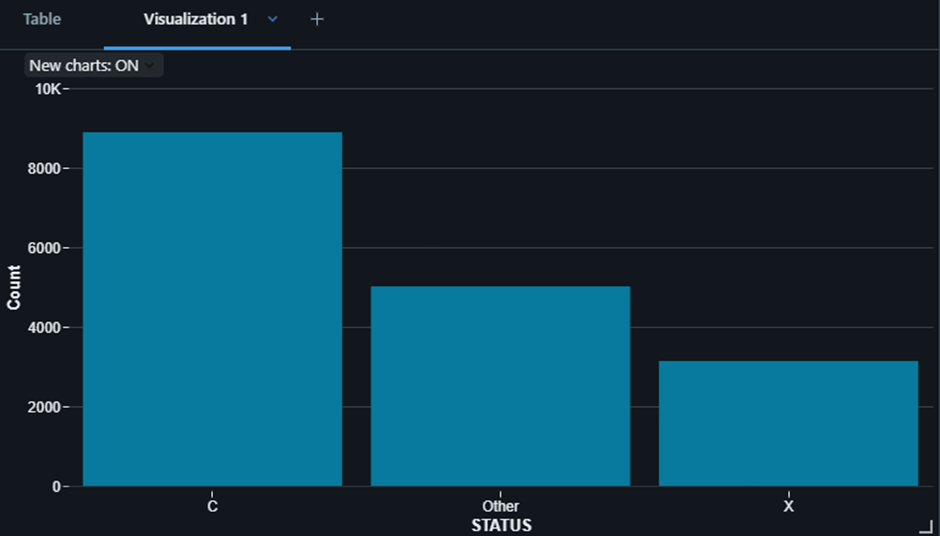 Table
Visualization 1
+
New charts: ON
10K
8000
6000
4000
2000
0
Count
C
Other
X
STATUS